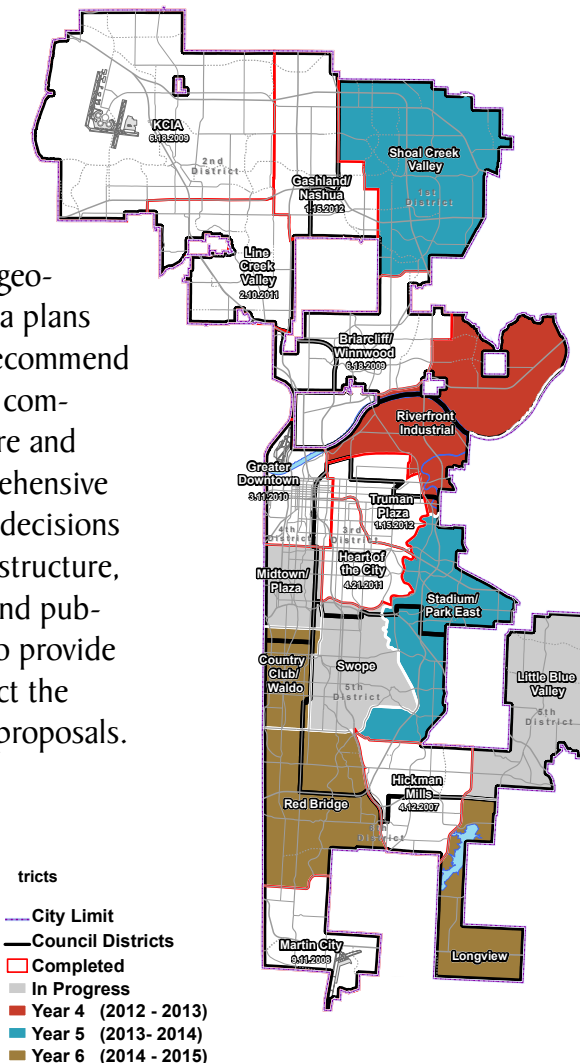 KCIA
6.18.2009
2nd
District
Shoal Creek
Valley
1st
District
Gashland/
Nashua
1.15.2012
Line
Creek
Valley
2.10.2011
geo-
a plans
ecommend
com-
re and
ehensive
decisions
structure,
nd pub-
o provide
ct the
proposals.
Briarcliff/
Winnwood
6.18.2009
Riverfront
Industrial
Greater
Downtown
3.11.2010
Truman
Plaza
1.15.2012
4th
District
3rd
District
Heart of
the City
4.21.2011
Midtown/
Plaza
Stadium/
Park East
Country
Club/
Waldo
Swope
5th
District
Little Blue
Valley
District
Hickman
Mills
4.12.2007
District
Red Bridge
Martin City
9.11.2008
Longview
tricts
City Limit
Council Districts
Completed
In Progress
Year 4 (2012 - 2013)
Year 5 (2013- 2014)
Year 6 (2014 - 2015)